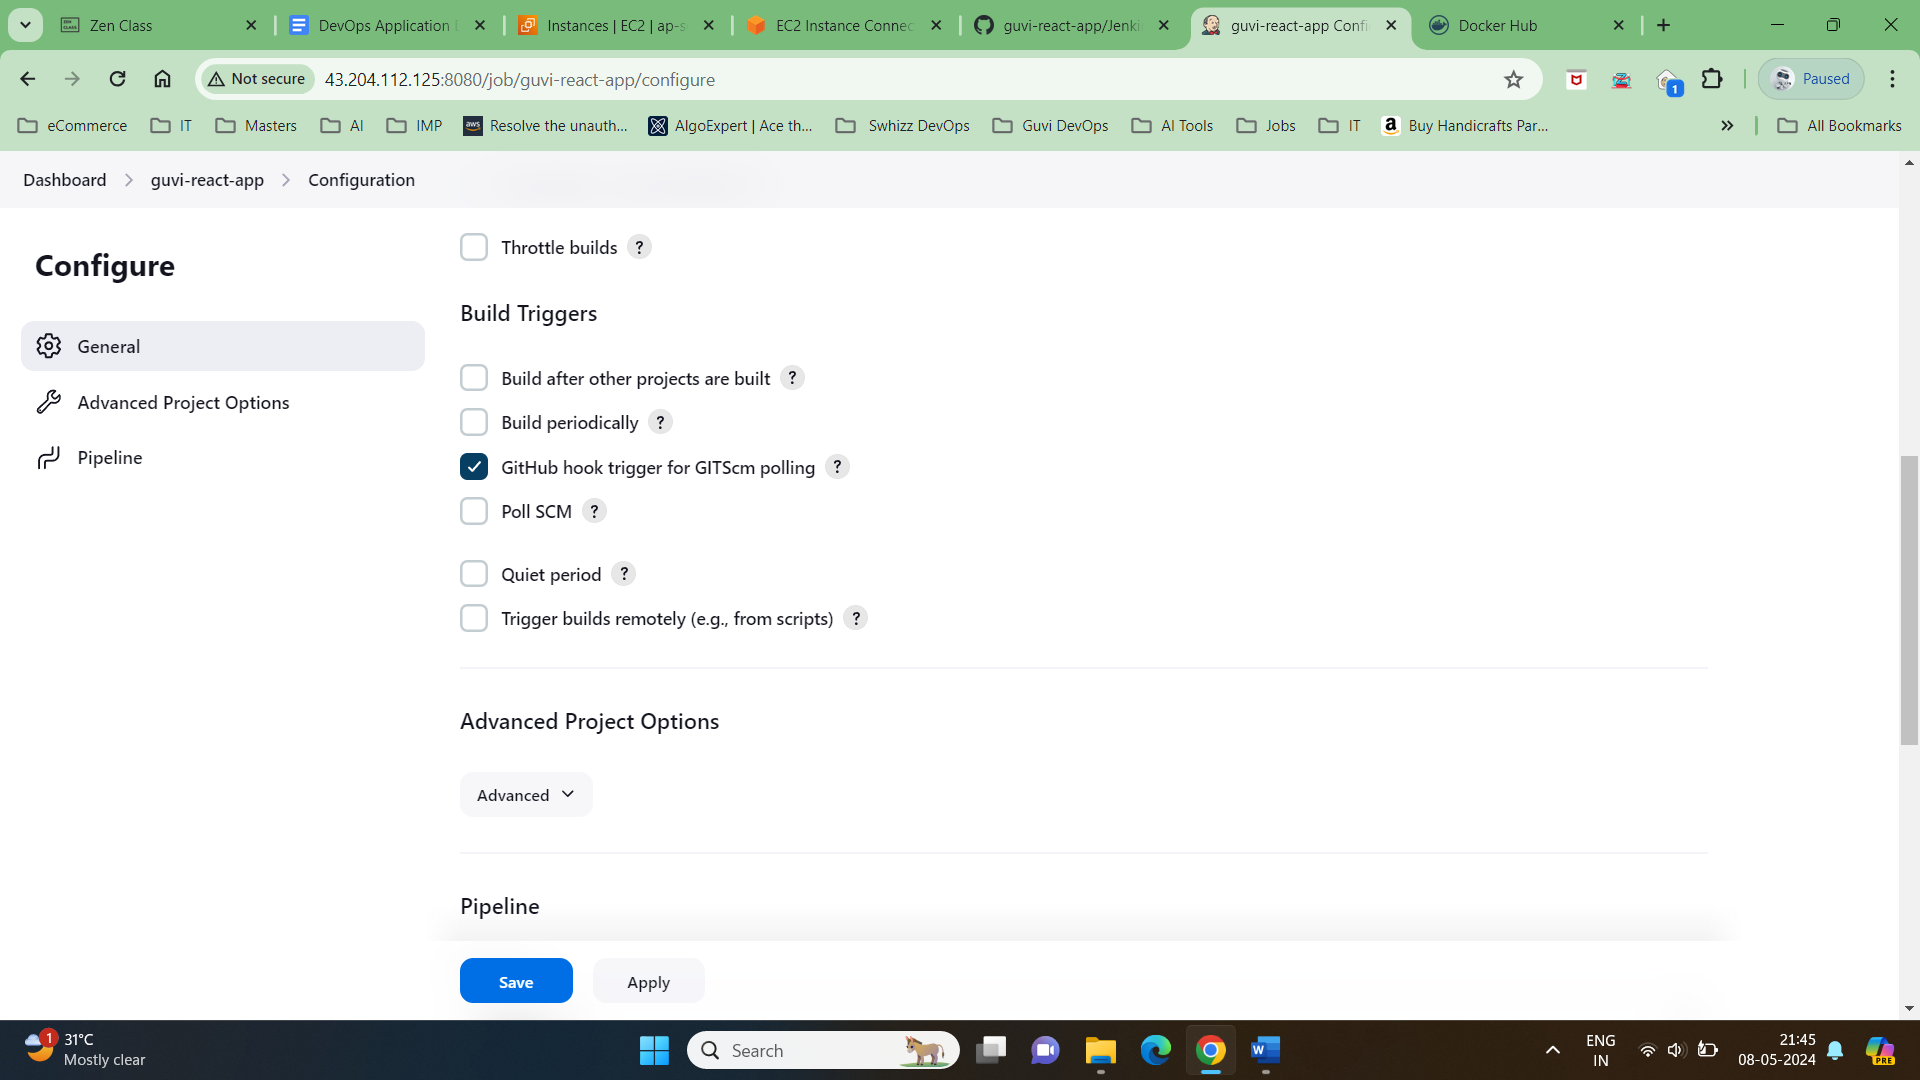 Zen Class
DevOps Application D
Instances | EC2 | ap-s
EC2 Instance Connec
guvi-react-app/Jenki
guvi-react-app Confi
Docker Hub
Not secure
43.204.112.125:8080/job/guvi-react-app/configure
1
Paused
eCommerce
IT
Masters
AI
IMP
aws
Resolve the unauth...
AlgoExpert | Ace th...
Swhizz DevOps
Guvi DevOps
AI Tools
Jobs
IT
Buy Handicrafts Par...
All Bookmarks
Dashboard
guvi-react-app
Configuration
Configure
General
Advanced Project Options
Pipeline
Throttle builds ?
Build Triggers
Build after other projects are built ?
Build periodically ?
GitHub hook trigger for GITScm polling ?
Poll SCM ?
Quiet period ?
Trigger builds remotely (e.g., from scripts) ?
Advanced Project Options
Advanced
Pipeline
Save
Apply
1
31°C
Mostly clear
Search
ENG
IN
21:45
08-05-2024
PRE